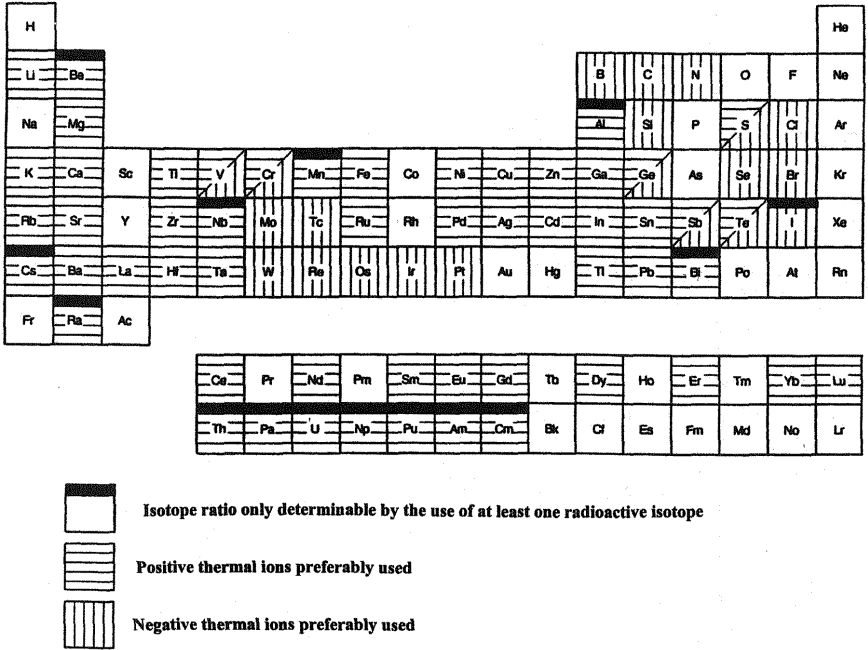 H He
Li Be B C N O F Ne
Na Mg Al Si P S Cl Ar
K Ca Sc Ti V Cr Mn Fe Co Ni Cu Zn Ga Ge As Se Br Kr
Rb Sr Y Zr Nb Mo Tc Ru Rh Pd Ag Cd In Sn Sb Te I Xe
Cs Ba La Hf Ta W Re Os Ir Pt Au Hg Tl Pb Bi Po At Rn
Fr Ra Ac
Ce Pr Nd Pm Sm Eu Gd Tb Dy Ho Er Tm Yb Lu
Th Pa U Np Pu Am Cm Bk Cf Es Fm Md No Lr
Isotope ratio only determinable by the use of at least one radioactive isotope
Positive thermal ions preferably used
Negative thermal ions preferably used